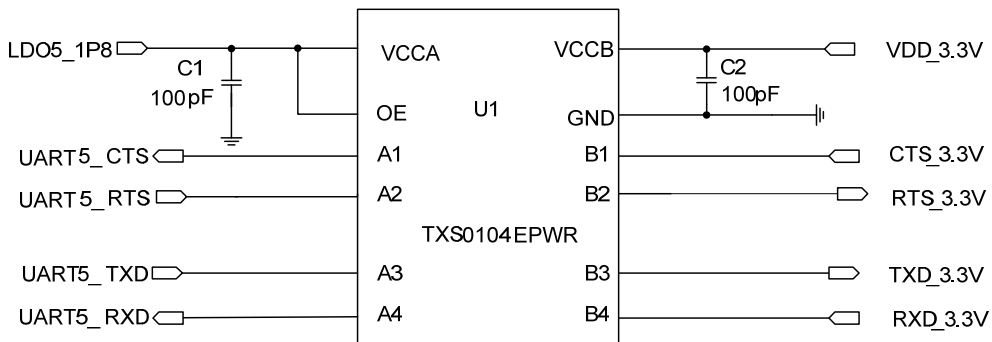 LDO5_1P8
C1
100pF
VCCA
OE
U1
VCCB
GND
C2
100pF
VDD_3.3V
UART5_CTS
A1
B1
CTS_3.3V
UART5_RTS
A2
B2
RTS_3.3V
TXS0104EPWR
UART5_TXD
A3
B3
TXD_3.3V
UART5_RXD
A4
B4
RXD_3.3V